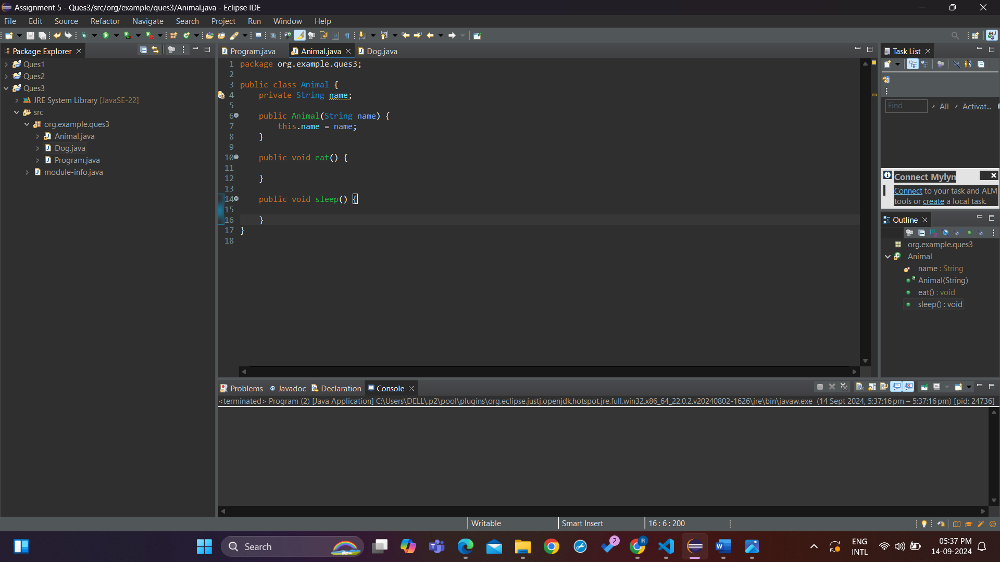 Assignment 5 - Ques3/src/org/example/ques3/Animal.java - Eclipse IDE
File Edit Source Refactor Navigate Search Project Run Window Help
Package Explorer
Ques1
Ques2
Ques3
JRE System Library [JavaSE-22]
src
org.example.ques3
Animal.java
Dog.java
Program.java
module-info.java
Program.java Animal.java Dog.java
1 package org.example.ques3;
2
3 public class Animal {
4 private String name;
5
6 public Animal(String name) {
7 this.name = name;
8 }
9
10 public void eat() {
11
12 }
13
14 public void sleep() {
15
16 }
17 }
18
Task List
Find All Activat...
Connect Mylyn
Connect to your task and ALM
tools or create a local task.
Outline
org.example.ques3
Animal
name : String
Animal(String)
eat() : void
sleep() : void
Problems Javadoc Declaration Console
<terminated> Program (2) [Java Application] C:\Users\DELL\.p2\pool\plugins\org.eclipse.justj.openjdk.hotspot.jre.full.win32.x86_64_22.0.2.v20240802-1626\jre\bin\javaw.exe (14 Sept 2024, 5:37:16 pm – 5:37:16 pm) [pid: 24736]
Writable Smart Insert 16 : 6 : 200
Search
2
R
ENG
INTL
05:37 PM
14-09-2024